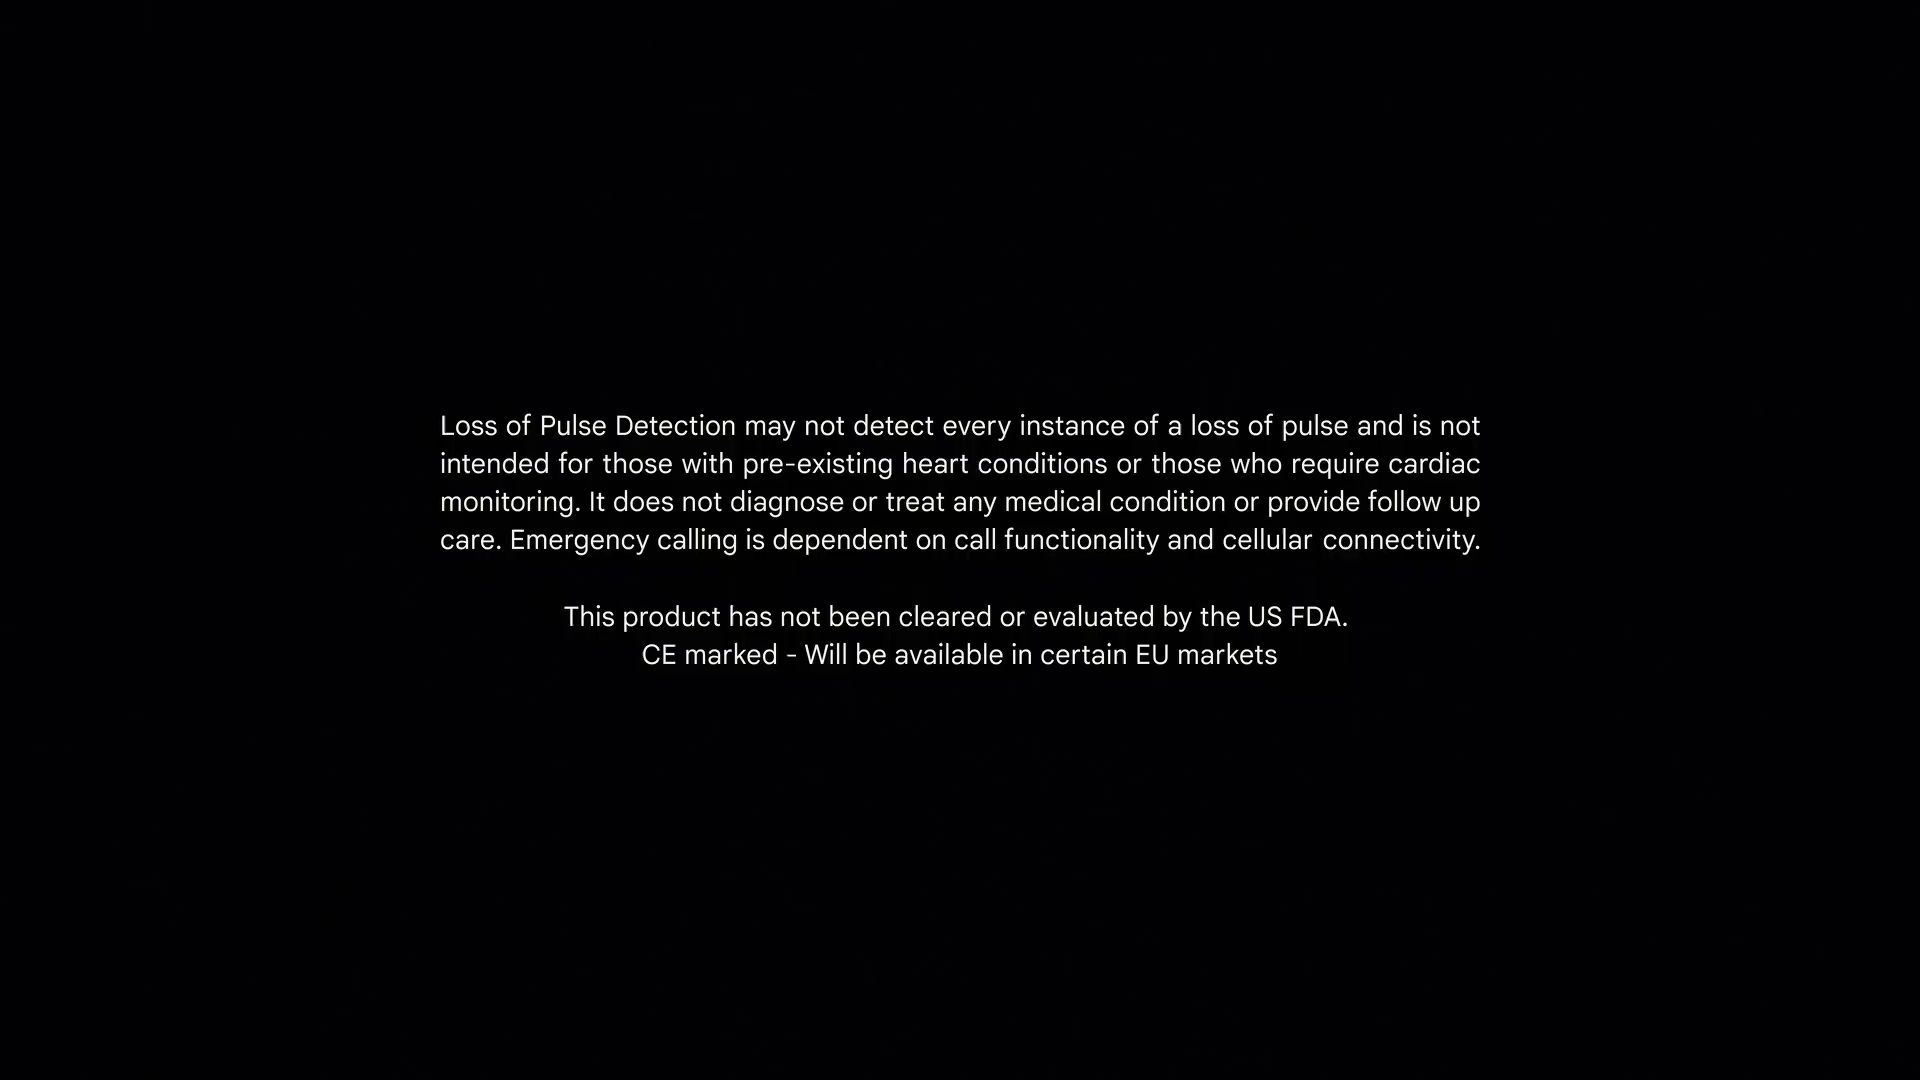 Loss of Pulse Detection may not detect every instance of a loss of pulse and is not
intended for those with pre-existing heart conditions or those who require cardiac
monitoring. It does not diagnose or treat any medical condition or provide follow up
care. Emergency calling is dependent on call functionality and cellular connectivity.
This product has not been cleared or evaluated by the US FDA.
CE marked - Will be available in certain EU markets